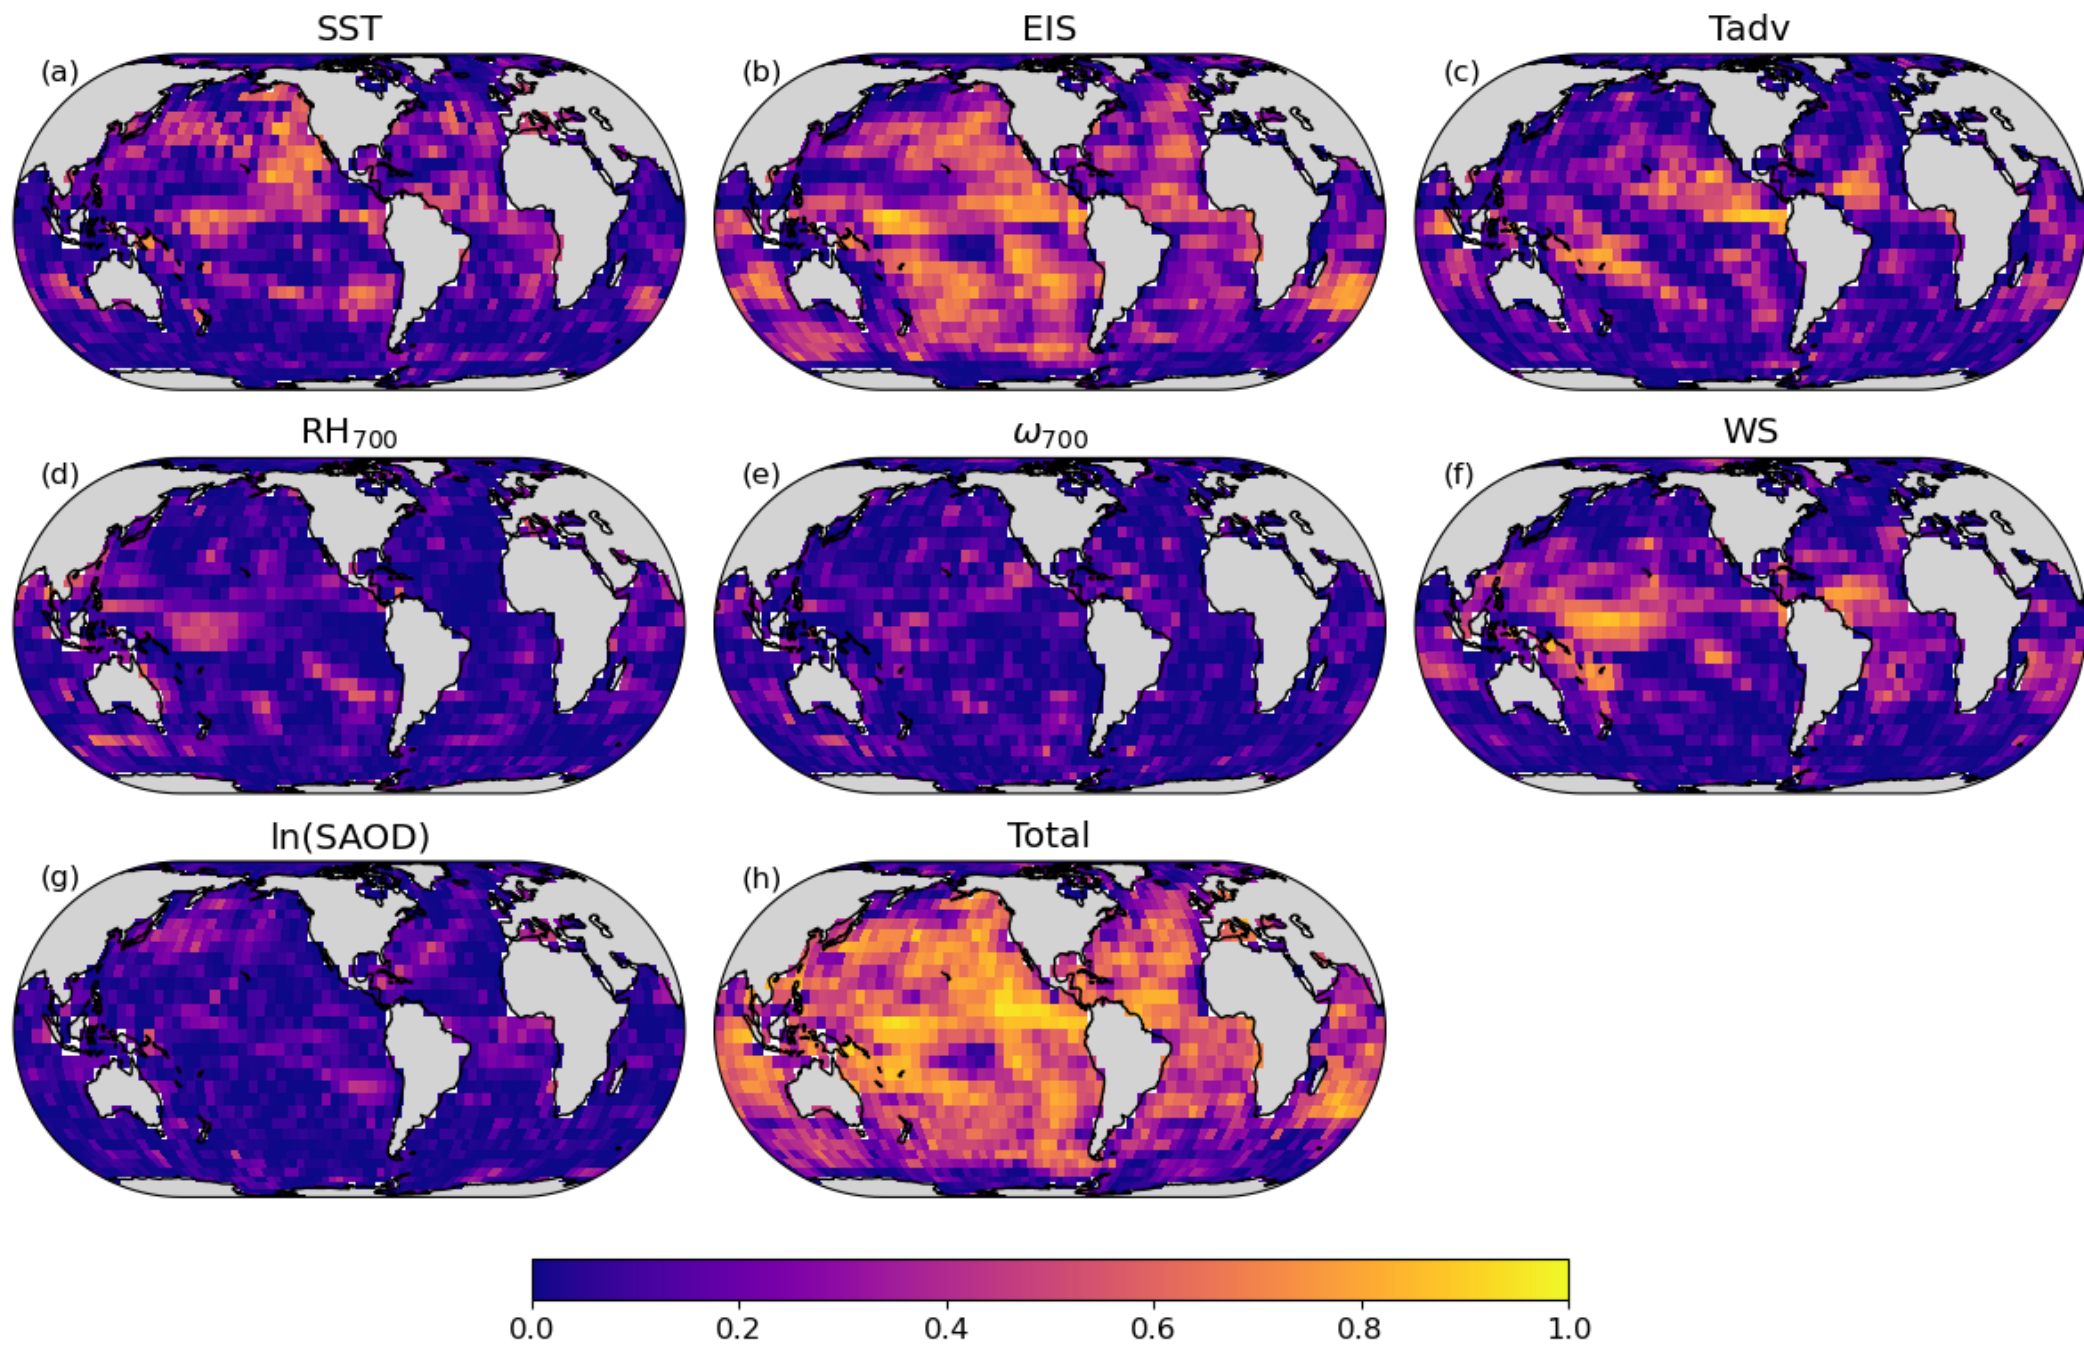 SST
EIS
Tadv
(a)
(b)
(c)
RH700
ω700
WS
(d)
(e)
(f)
ln(SAOD)
Total
(g)
(h)
0.0 0.2 0.4 0.6 0.8 1.0